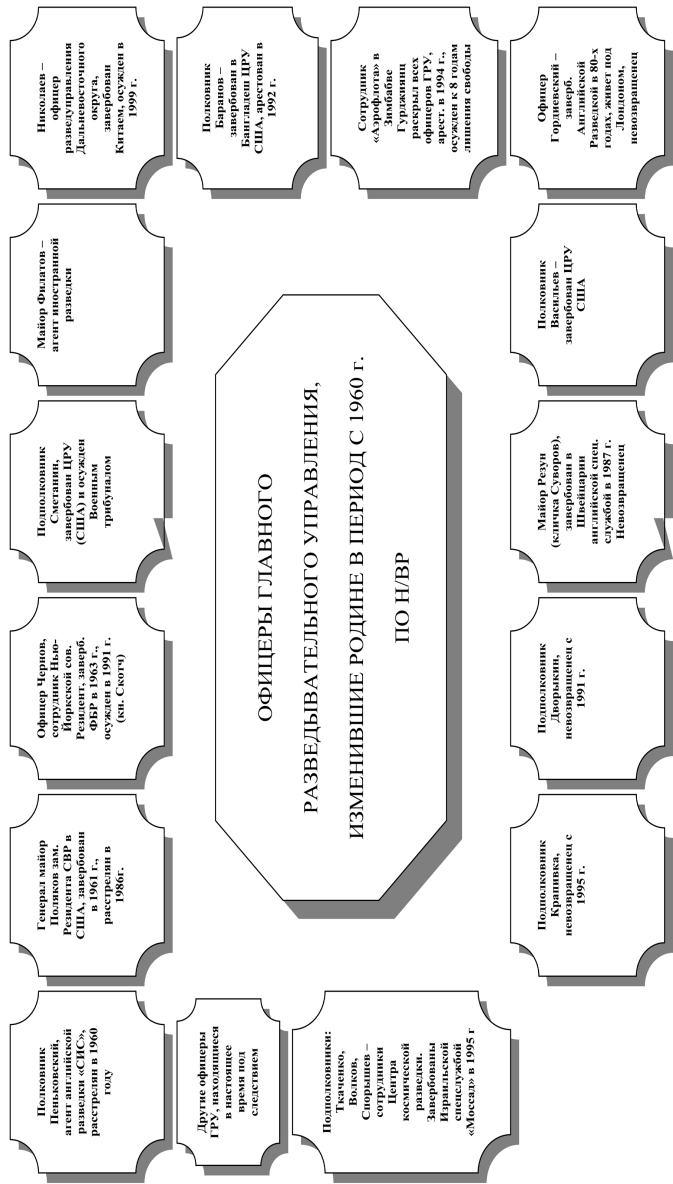 Полковник
Пеньковский,
агент английской
разведки «СИС»,
расстрелян в 1960
году
Генерал майор
Поляков зам.
Резидента СВР в
США, завербован
в 1961 г.,
расстрелян в
1986г.
Офицер Чернов,
сотрудник Нью-
Йоркской сов.
Резидент, заверб.
ФБР в 1963 г.,
осужден в 1991 г.
(кн. Скотч)
Подполковник
Сметанин,
завербован ЦРУ
(США) и осужден
Военным
трибуналом
Майор Филатов –
агент иностранной
разведки
Николаев –
офицер
разведуправления
Дальневосточного
округа,
завербован
Китаем, осужден в
1999 г.
Другие офицеры
ГРУ, находящиеся
в настоящее
время под
следствием
Полковник
Баранов –
завербован в
Бангладеш ЦРУ
США, арестован в
1992 г.
ОФИЦЕРЫ ГЛАВНОГО
РАЗВЕДЫВАТЕЛЬНОГО УПРАВЛЕНИЯ,
ИЗМЕНИВШИЕ РОДИНЕ В ПЕРИОД С 1960 г.
ПО Н/ВР
Подполковники:
Ткаченко,
Волков,
Спорышев –
сотрудники
Центра
космической
разведки.
Завербованы
Израильской
спецслужбой
«Моссад» в 1995 г
Сотрудник
«Аэрофлота» в
Зимбабве
Гурджиянц
раскрыл всех
офицеров ГРУ,
арест. в 1994 г.,
осужден к 8 годам
лишения свободы
Подполковник
Крапивка,
невозвращенец с
1995 г.
Подполковник
Дворыкин,
невозвращенец с
1991 г.
Майор Резун
(кличка Суворов),
завербован в
Швейцарии
английской спец.
службой в 1987 г.
Невозвращенец
Полковник
Васильев –
завербован ЦРУ
США
Офицер
Гордиевский –
заверб.
Английской
Разведкой в 80-х
годах, живет под
Лондоном,
невозвращенец